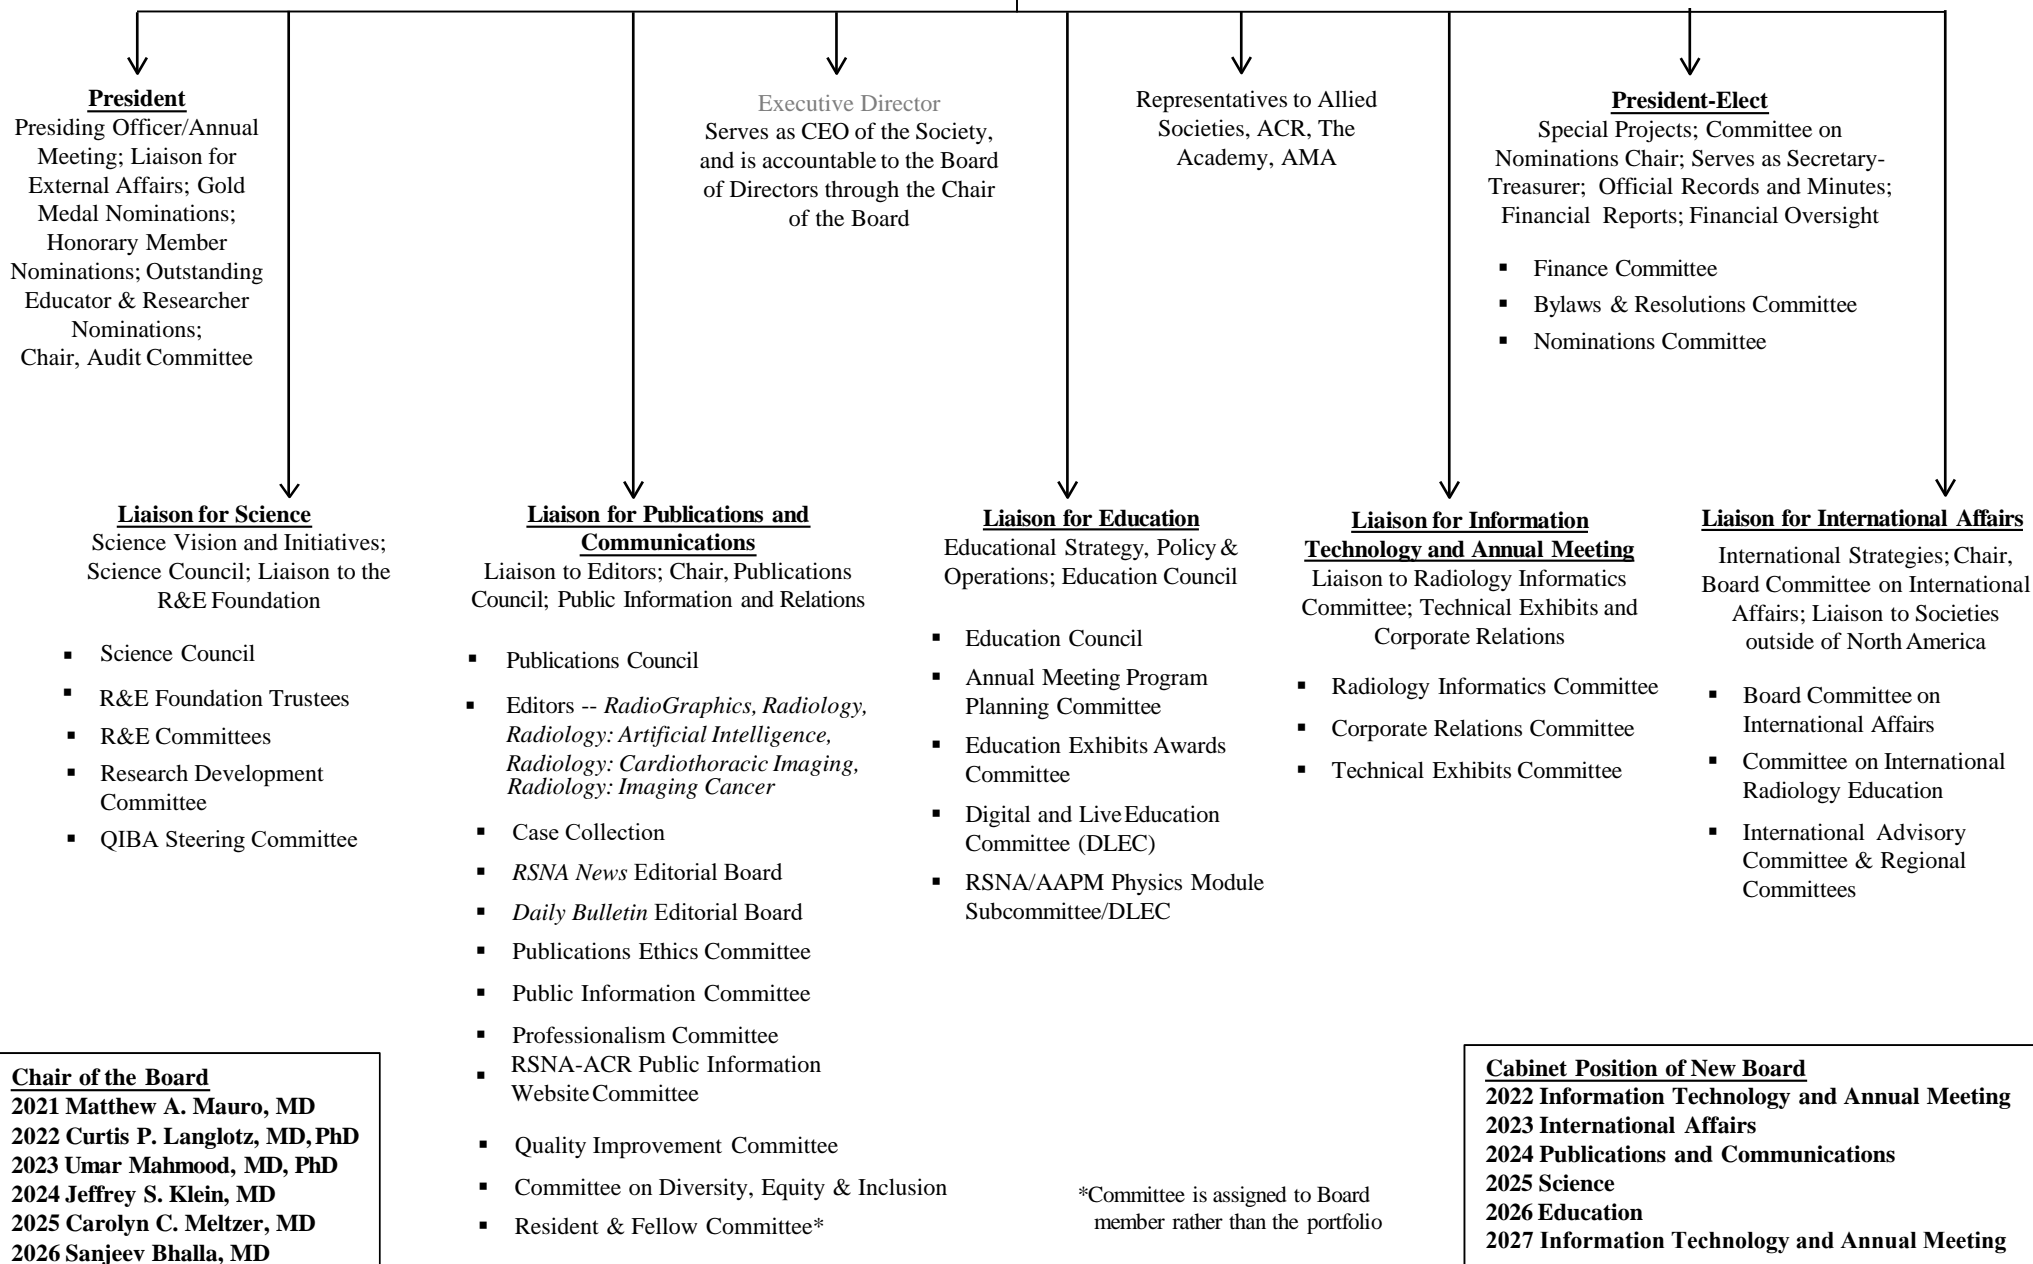 President
Presiding Officer/Annual
Meeting; Liaison for
External Affairs; Gold
Medal Nominations;
Honorary Member
Nominations; Outstanding
Educator & Researcher
Nominations;
Chair, Audit Committee
Executive Director
Serves as CEO of the Society,
and is accountable to the Board
of Directors through the Chair
of the Board
Representatives to Allied
Societies, ACR, The
Academy, AMA
President-Elect
Special Projects; Committee on
Nominations Chair; Serves as Secretary-
Treasurer; Official Records and Minutes;
Financial Reports; Financial Oversight
▪ Finance Committee
▪ Bylaws & Resolutions Committee
▪ Nominations Committee
Liaison for Science
Science Vision and Initiatives;
Science Council; Liaison to the
R&E Foundation
▪ Science Council
▪ R&E Foundation Trustees
▪ R&E Committees
▪ Research Development
Committee
▪ QIBA Steering Committee
Liaison for Publications and
Communications
Liaison to Editors; Chair, Publications
Council; Public Information and Relations
▪ Publications Council
▪ Editors -- RadioGraphics, Radiology,
Radiology: Artificial Intelligence,
Radiology: Cardiothoracic Imaging,
Radiology: Imaging Cancer
▪ Case Collection
▪ RSNA News Editorial Board
▪ Daily Bulletin Editorial Board
▪ Publications Ethics Committee
▪ Public Information Committee
▪ Professionalism Committee
▪ RSNA-ACR Public Information
Website Committee
▪ Quality Improvement Committee
▪ Committee on Diversity, Equity & Inclusion
▪ Resident & Fellow Committee*
Liaison for Education
Educational Strategy, Policy &
Operations; Education Council
▪ Education Council
▪ Annual Meeting Program
Planning Committee
▪ Education Exhibits Awards
Committee
▪ Digital and Live Education
Committee (DLEC)
▪ RSNA/AAPM Physics Module
Subcommittee/DLEC
Liaison for Information
Technology and Annual Meeting
Liaison to Radiology Informatics
Committee; Technical Exhibits and
Corporate Relations
▪ Radiology Informatics Committee
▪ Corporate Relations Committee
▪ Technical Exhibits Committee
Liaison for International Affairs
International Strategies; Chair,
Board Committee on International
Affairs; Liaison to Societies
outside of North America
▪ Board Committee on
International Affairs
▪ Committee on International
Radiology Education
▪ International Advisory
Committee & Regional
Committees
Chair of the Board
2021 Matthew A. Mauro, MD
2022 Curtis P. Langlotz, MD, PhD
2023 Umar Mahmood, MD, PhD
2024 Jeffrey S. Klein, MD
2025 Carolyn C. Meltzer, MD
2026 Sanjeev Bhalla, MD
*Committee is assigned to Board
member rather than the portfolio
Cabinet Position of New Board
2022 Information Technology and Annual Meeting
2023 International Affairs
2024 Publications and Communications
2025 Science
2026 Education
2027 Information Technology and Annual Meeting